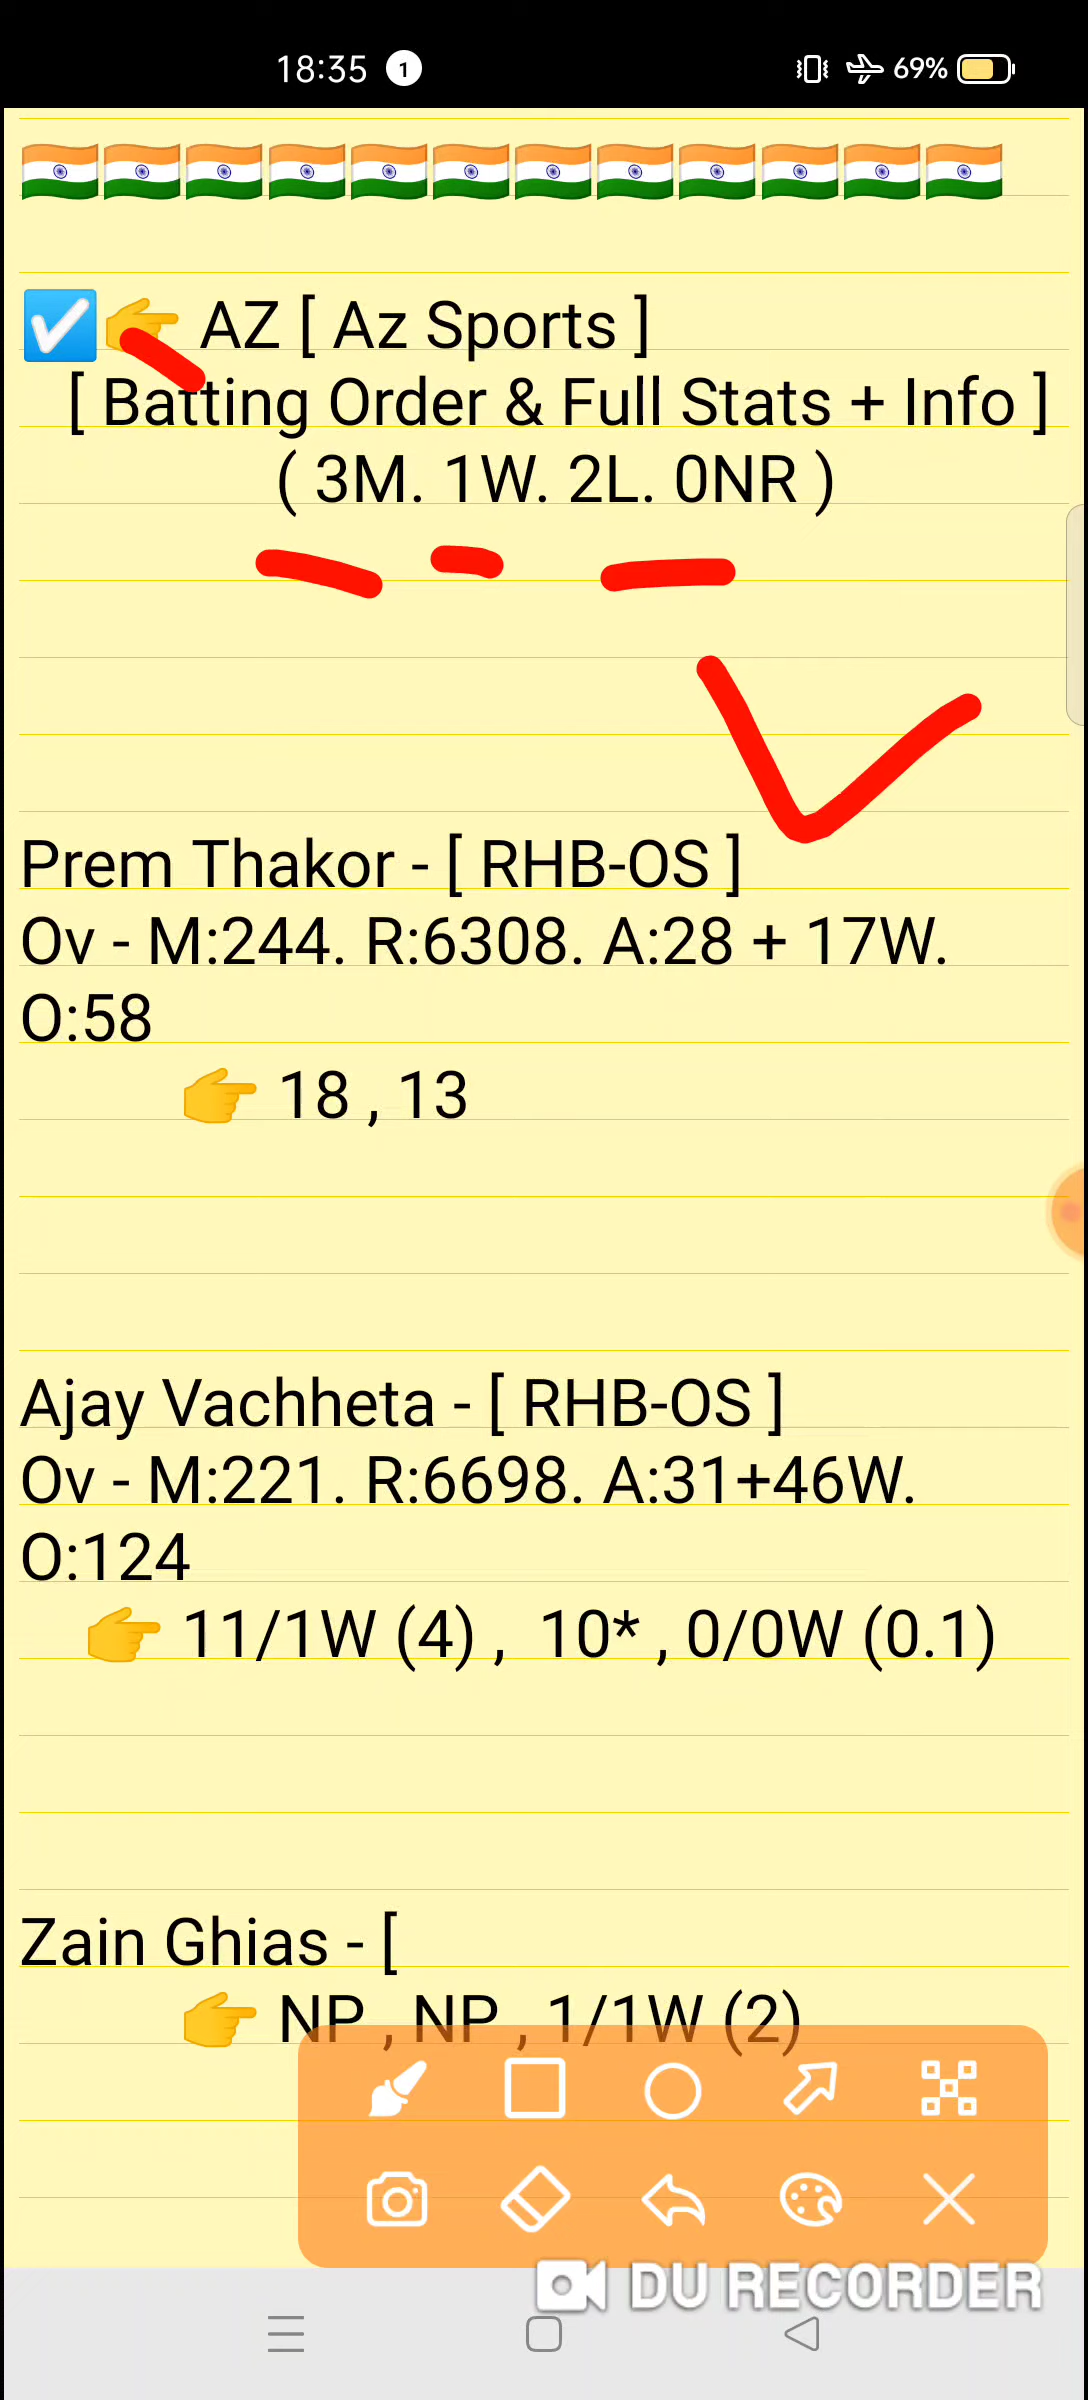 18:35 1 69%
🇮🇳🇮🇳🇮🇳🇮🇳🇮🇳🇮🇳🇮🇳🇮🇳🇮🇳🇮🇳🇮🇳🇮🇳
☑️👉 AZ [ Az Sports ]
[ Batting Order & Full Stats + Info ]
( 3M. 1W. 2L. 0NR )
Prem Thakor - [ RHB-OS ]
Ov - M:244. R:6308. A:28 + 17W.
O:58
👉 18 , 13
Ajay Vachheta - [ RHB-OS ]
Ov - M:221. R:6698. A:31+46W.
O:124
👉 11/1W (4) , 10* , 0/0W (0.1)
Zain Ghias - [
👉 NP , NP , 1/1W (2)
DU RECORDER